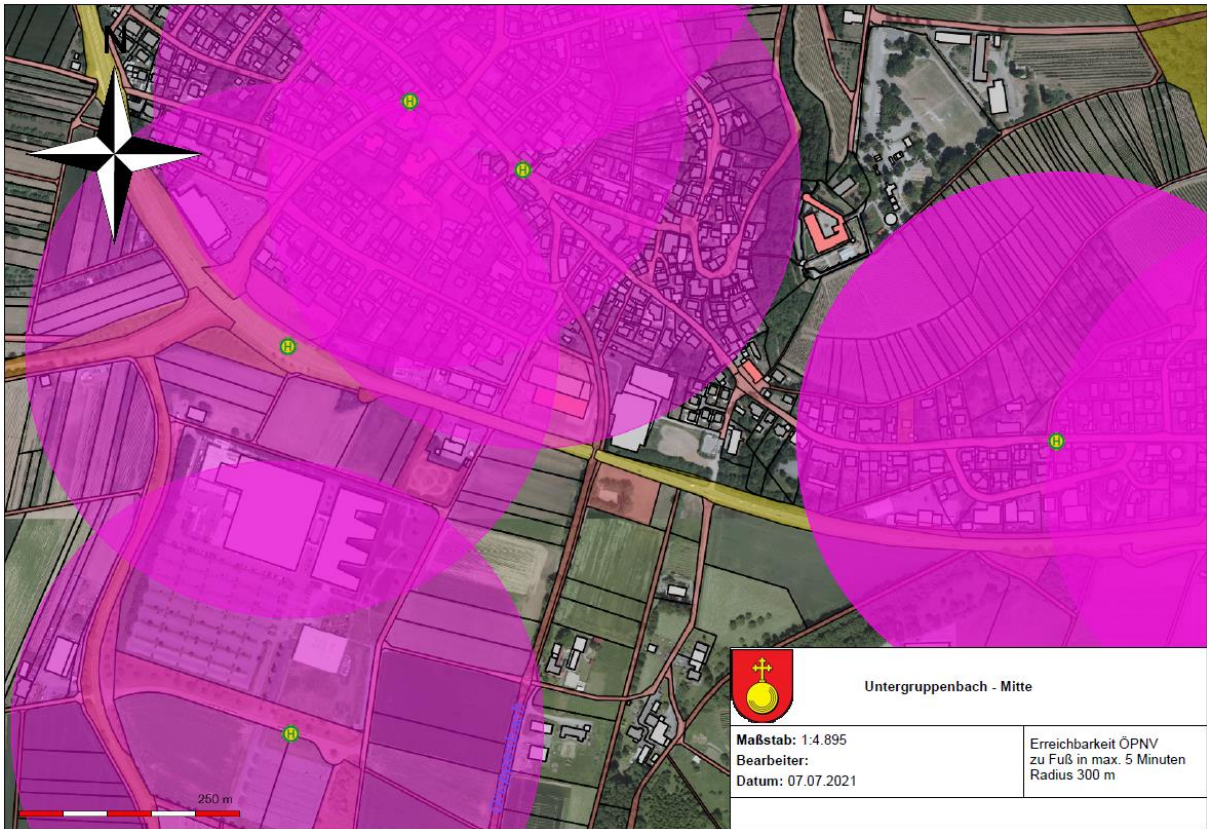 N
H
H
H
H
H
250 m
Untergruppenbach - Mitte
Maßstab: 1:4.895
Bearbeiter:
Datum: 07.07.2021
Erreichbarkeit ÖPNV
zu Fuß in max. 5 Minuten
Radius 300 m